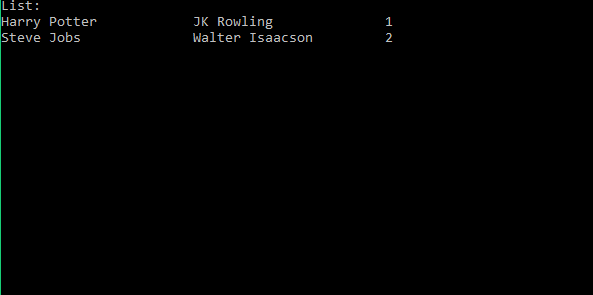 List:
Harry Potter            JK Rowling              1
Steve Jobs              Walter Isaacson         2